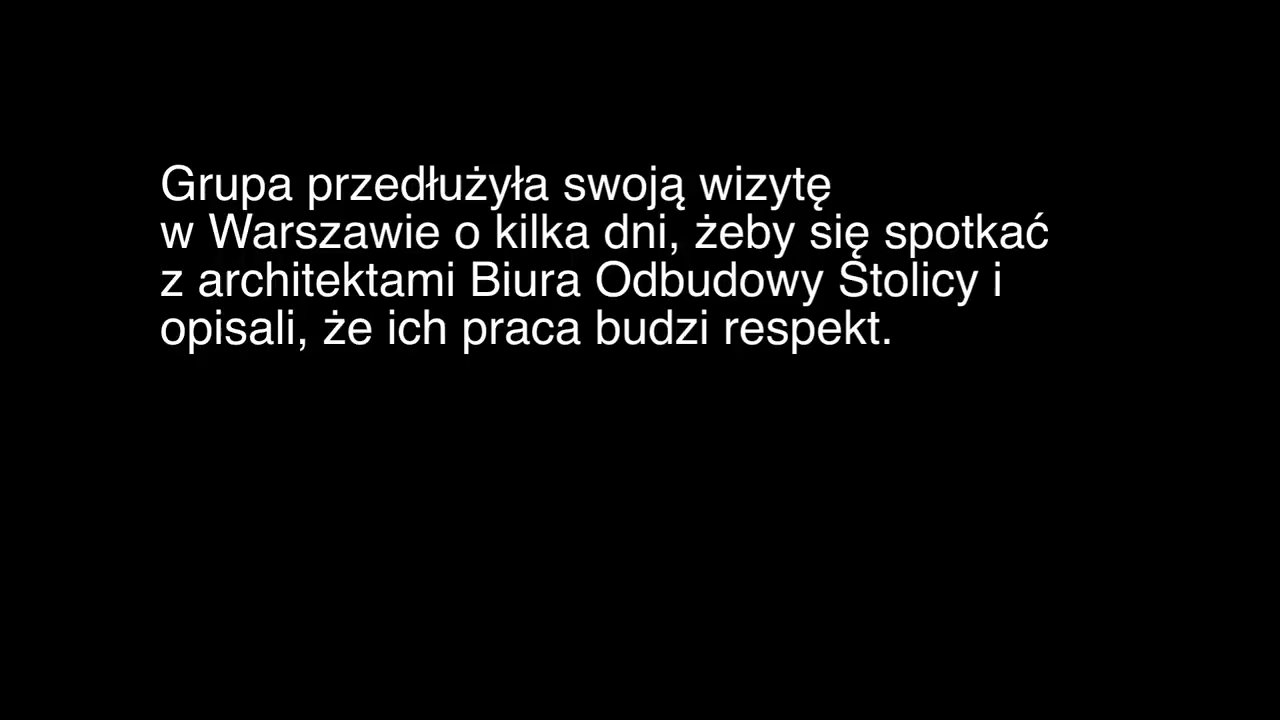 Grupa przedłużyła swoją wizytę
w Warszawie o kilka dni, żeby się spotkać
z architektami Biura Odbudowy Stolicy i
opisali, że ich praca budzi respekt.